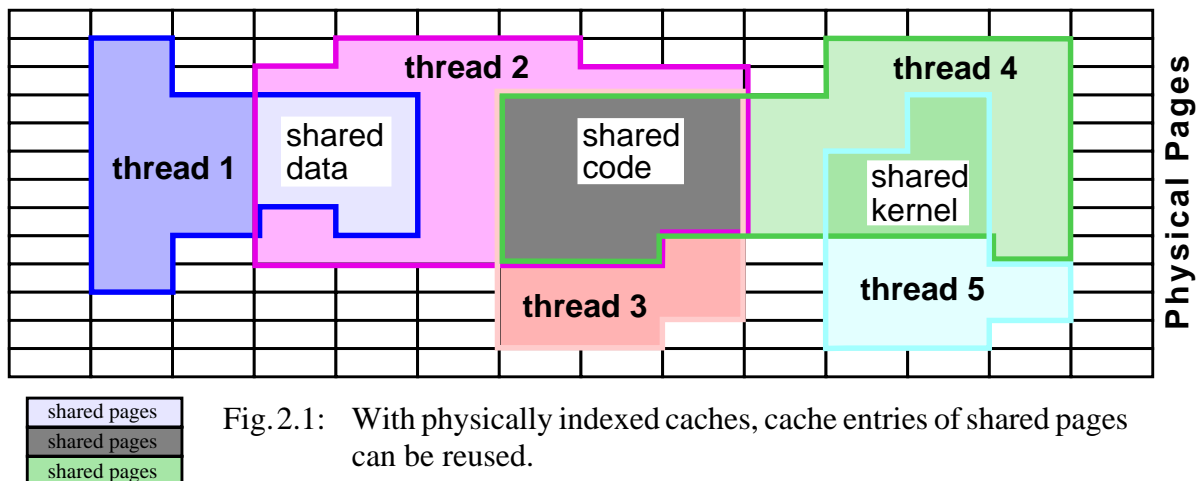 thread 2
thread 4
shared
data
shared
code
thread 1
shared
kernel
thread 3
thread 5
Physical Pages
shared pages
shared pages
shared pages
Fig.2.1: With physically indexed caches, cache entries of shared pages
can be reused.